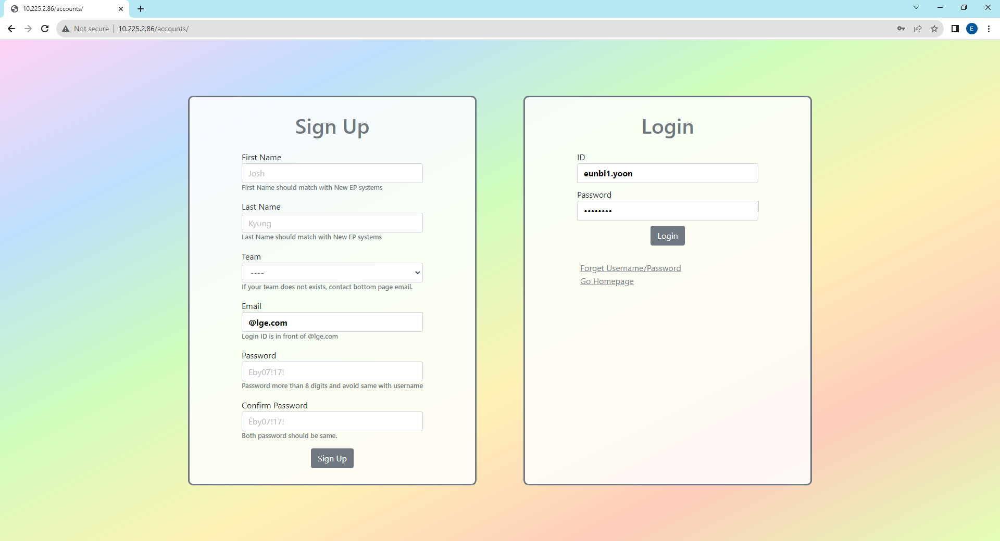 10.225.2.86/accounts/
Not secure
10.225.2.86/accounts/
E
Sign Up
First Name
Josh
First Name should match with New EP systems
Last Name
Kyung
Last Name should match with New EP systems
Team
----
If your team does not exists, contact bottom page email.
Email
@lge.com
Login ID is in front of @lge.com
Password
Eby07!17!
Password more than 8 digits and avoid same with username
Confirm Password
Eby07!17!
Both password should be same.
Sign Up
Login
ID
eunbi1.yoon
Password
••••••••
Login
Forget Username/Password
Go Homepage